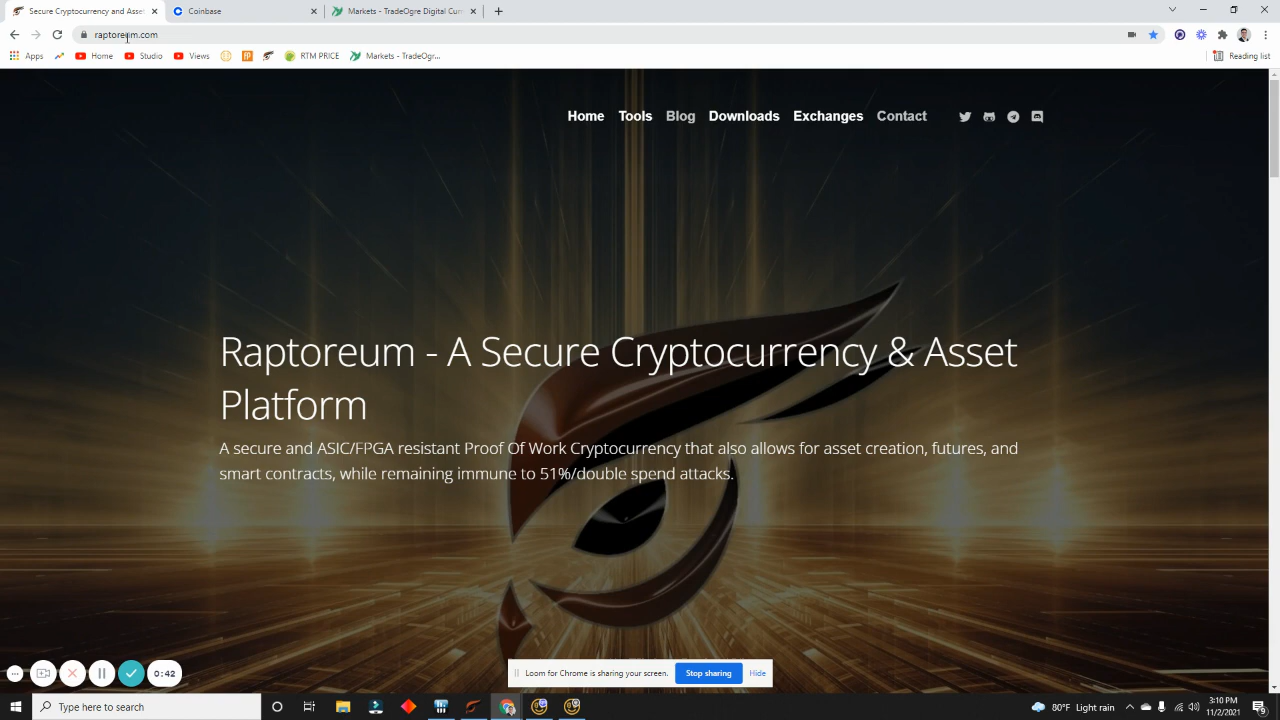 Secure Cryptocurrency and Asset
Coinbase
Markets - TradeOgre Digital Curr
raptoreum.com
Apps
Home
Studio
Views
RTM PRICE
Markets - TradeOgr...
Reading list
Home
Tools
Blog
Downloads
Exchanges
Contact
Raptoreum - A Secure Cryptocurrency & Asset
Platform
A secure and ASIC/FPGA resistant Proof Of Work Cryptocurrency that also allows for asset creation, futures, and
smart contracts, while remaining immune to 51%/double spend attacks.
0:42
Loom for Chrome is sharing your screen.
Stop sharing
Hide
Type here to search
80°F Light rain
3:10 PM
11/2/2021